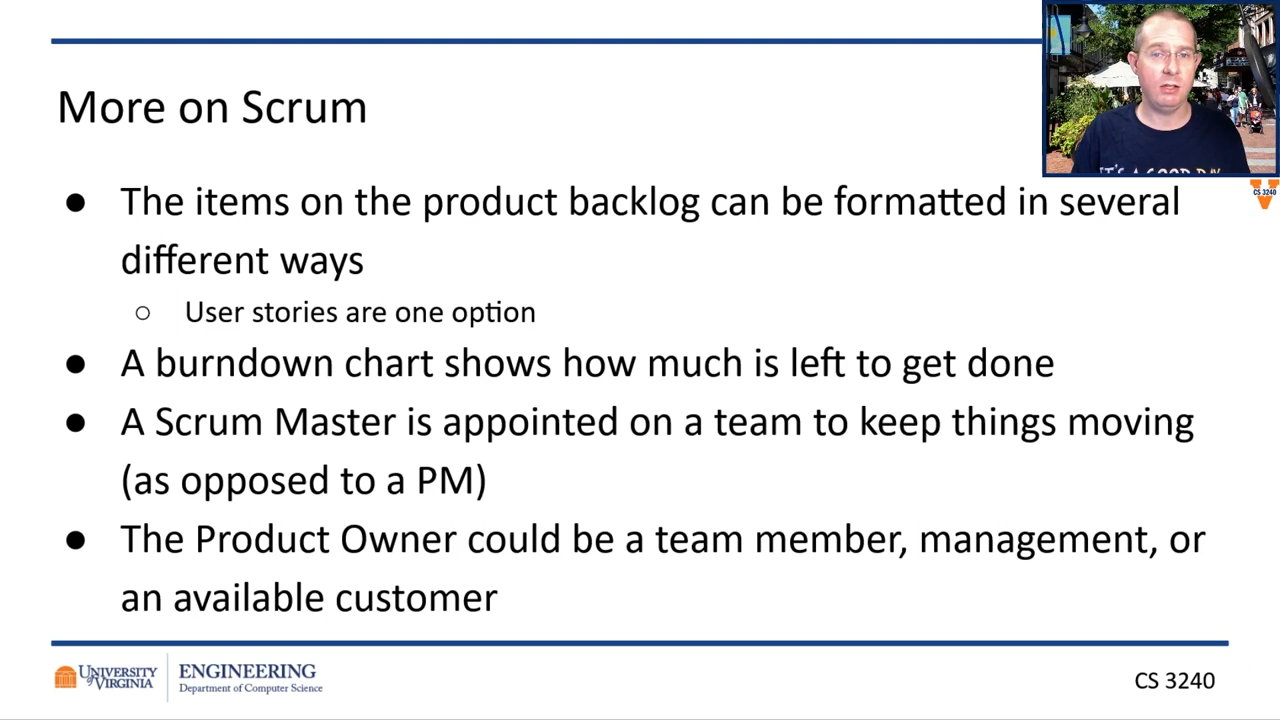 More on Scrum
CS 3240
● The items on the product backlog can be formatted in several
different ways
○ User stories are one option
● A burndown chart shows how much is left to get done
● A Scrum Master is appointed on a team to keep things moving
(as opposed to a PM)
● The Product Owner could be a team member, management, or
an available customer
UNIVERSITY
of VIRGINIA
ENGINEERING
Department of Computer Science
CS 3240